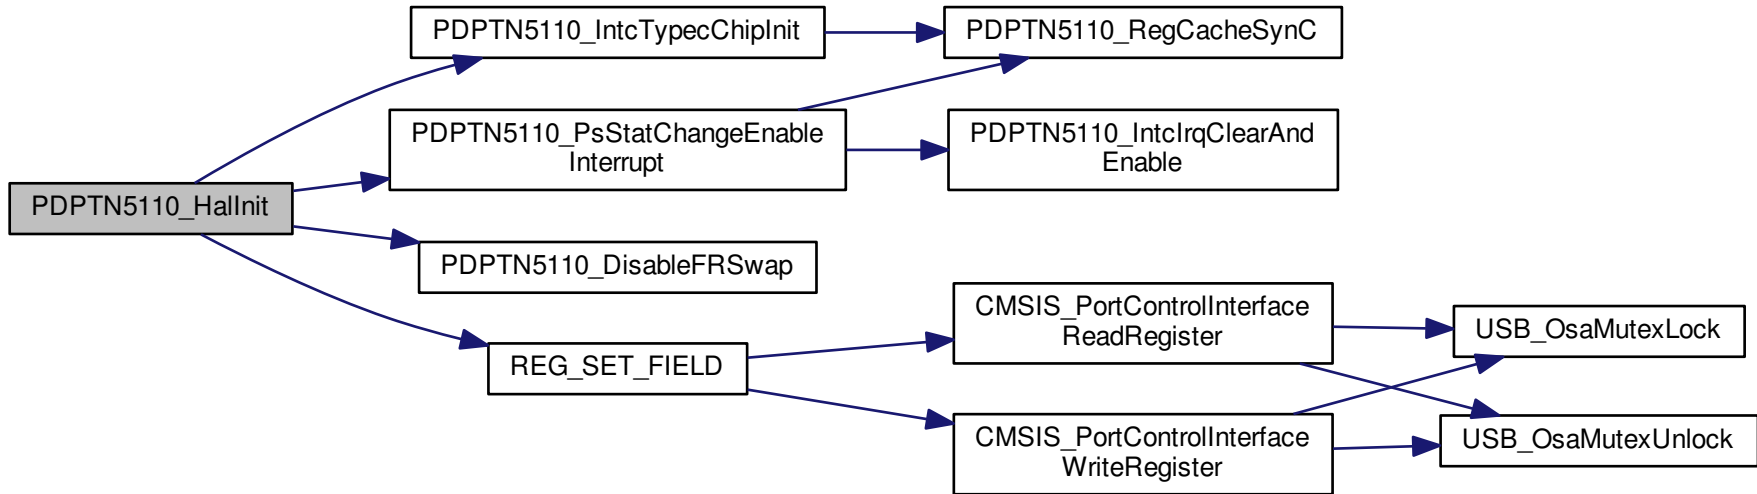 PDPTN5110_HalInit
PDPTN5110_IntcTypecChipInit
PDPTN5110_PsStatChangeEnable
Interrupt
PDPTN5110_DisableFRSwap
REG_SET_FIELD
PDPTN5110_RegCacheSynC
PDPTN5110_IntcIrqClearAnd
Enable
CMSIS_PortControlInterface
ReadRegister
CMSIS_PortControlInterface
WriteRegister
USB_OsaMutexLock
USB_OsaMutexUnlock